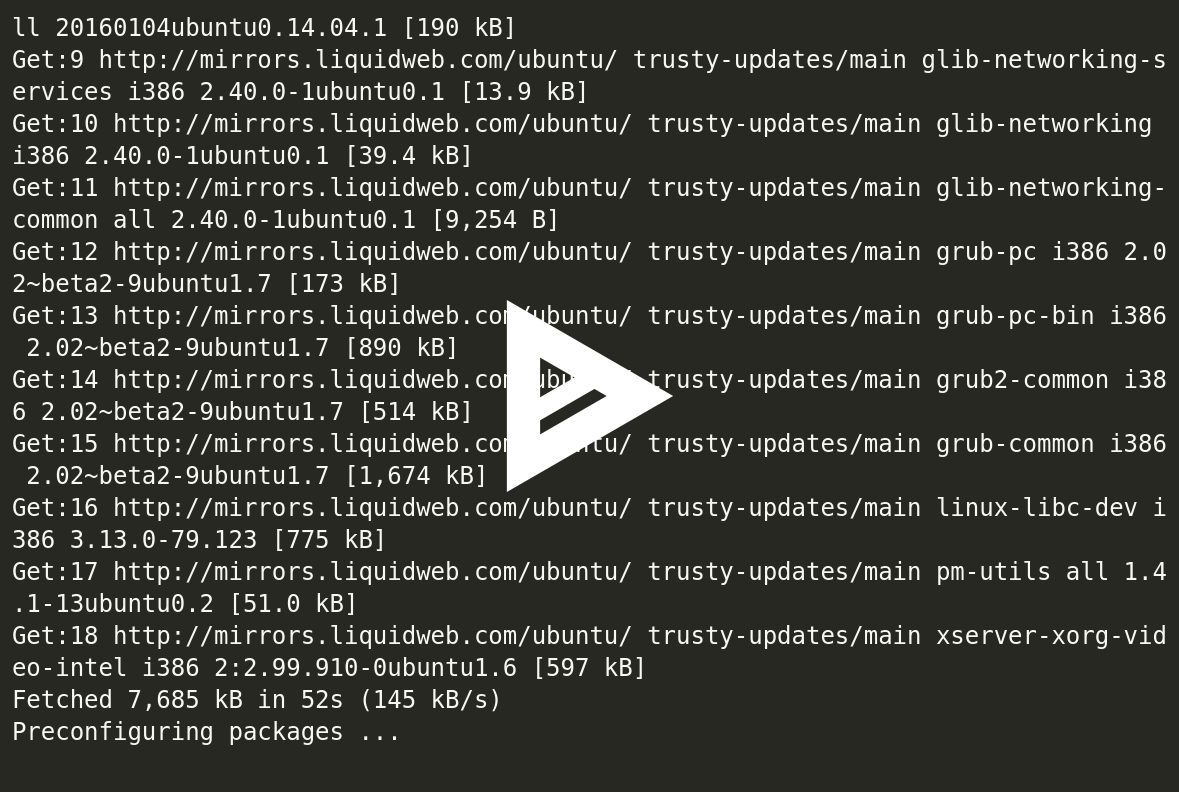 ll 20160104ubuntu0.14.04.1 [190 kB]
Get:9 http://mirrors.liquidweb.com/ubuntu/ trusty-updates/main glib-networking-s
ervices i386 2.40.0-1ubuntu0.1 [13.9 kB]
Get:10 http://mirrors.liquidweb.com/ubuntu/ trusty-updates/main glib-networking
i386 2.40.0-1ubuntu0.1 [39.4 kB]
Get:11 http://mirrors.liquidweb.com/ubuntu/ trusty-updates/main glib-networking-
common all 2.40.0-1ubuntu0.1 [9,254 B]
Get:12 http://mirrors.liquidweb.com/ubuntu/ trusty-updates/main grub-pc i386 2.0
2~beta2-9ubuntu1.7 [173 kB]
Get:13 http://mirrors.liquidweb.com/ubuntu/ trusty-updates/main grub-pc-bin i386
 2.02~beta2-9ubuntu1.7 [890 kB]
Get:14 http://mirrors.liquidweb.com/ubuntu/ trusty-updates/main grub2-common i38
6 2.02~beta2-9ubuntu1.7 [514 kB]
Get:15 http://mirrors.liquidweb.com/ubuntu/ trusty-updates/main grub-common i386
 2.02~beta2-9ubuntu1.7 [1,674 kB]
Get:16 http://mirrors.liquidweb.com/ubuntu/ trusty-updates/main linux-libc-dev i
386 3.13.0-79.123 [775 kB]
Get:17 http://mirrors.liquidweb.com/ubuntu/ trusty-updates/main pm-utils all 1.4
.1-13ubuntu0.2 [51.0 kB]
Get:18 http://mirrors.liquidweb.com/ubuntu/ trusty-updates/main xserver-xorg-vid
eo-intel i386 2:2.99.910-0ubuntu1.6 [597 kB]
Fetched 7,685 kB in 52s (145 kB/s)
Preconfiguring packages ...